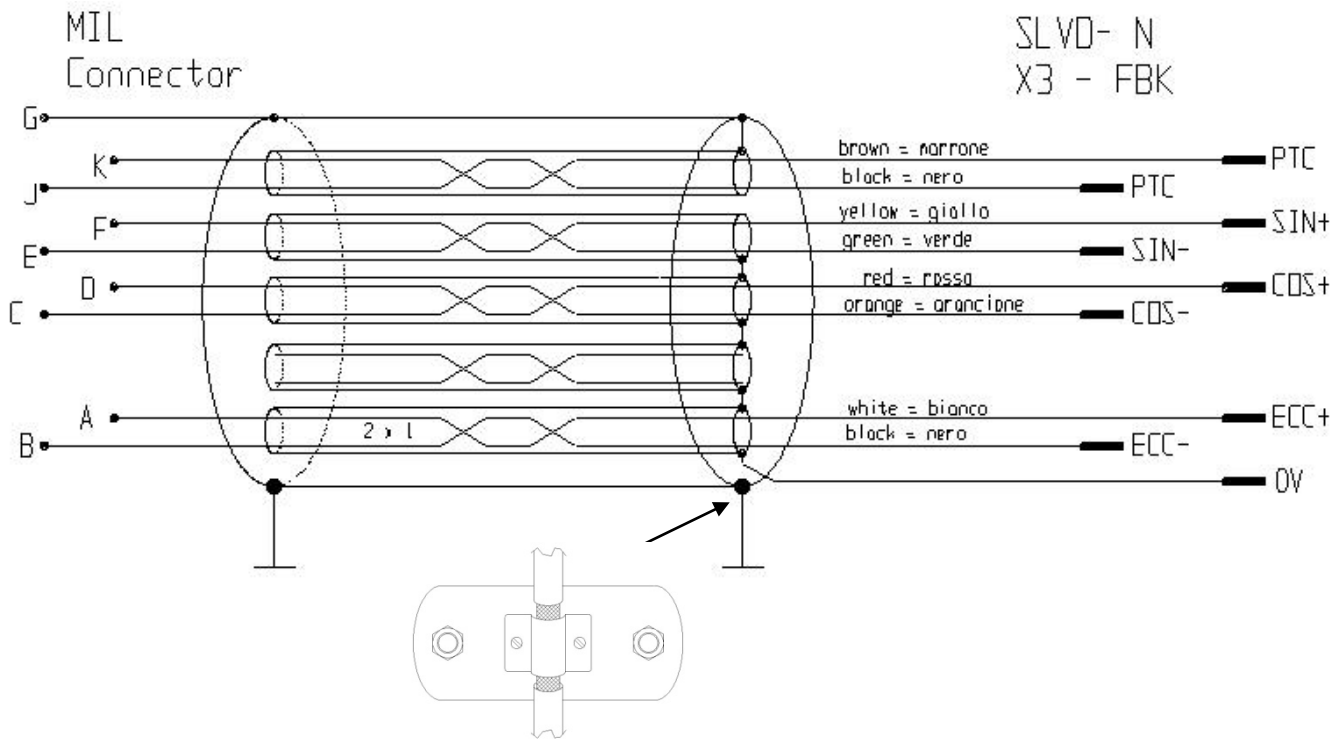 MIL
Connector
SLVD- N
X3 - FBK
G
K
brown = marrone
PTC
J
black = nero
PTC
F
yellow = giallo
SIN+
E
green = verde
SIN-
D
red = rosso
COS+
C
orange = arancione
COS-
A
white = bianco
ECC+
B
2 x 1
black = nero
ECC-
0V